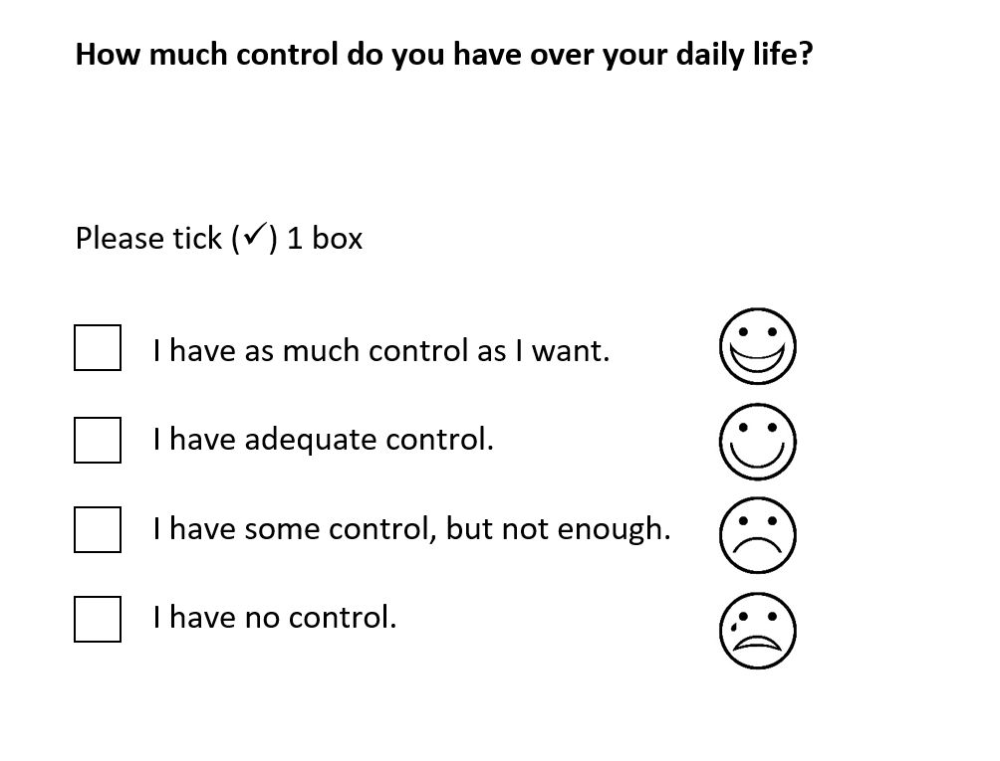 How much control do you have over your daily life?
Please tick (✓) 1 box
I have as much control as I want.
I have adequate control.
I have some control, but not enough.
I have no control.